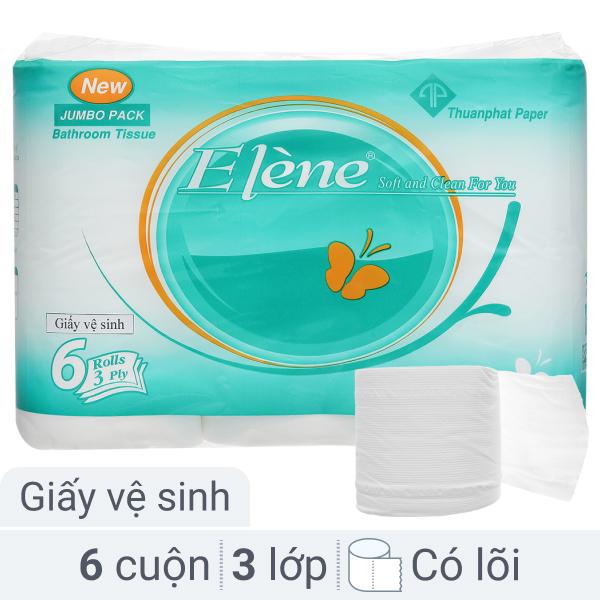 New
JUMBO PACK
Bathroom Tissue
Thuanphat Paper
Elène®
Soft and Clean For You
Giấy vệ sinh
6 Rolls
3 Ply
Giấy vệ sinh
6 cuộn 3 lớp Có lõi